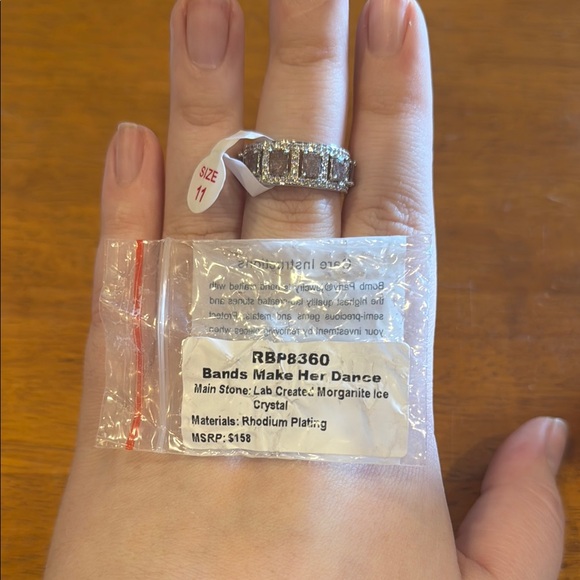 SIZE
11
Care Instructions
Bomb Party jewelry is hand crafted with
the highest quality lab-created stones and
semi-precious gems and metals. Protect
your investment by removing pieces when
RBP8360
Bands Make Her Dance
Main Stone: Lab Created Morganite Ice
Crystal
Materials: Rhodium Plating
MSRP: $158